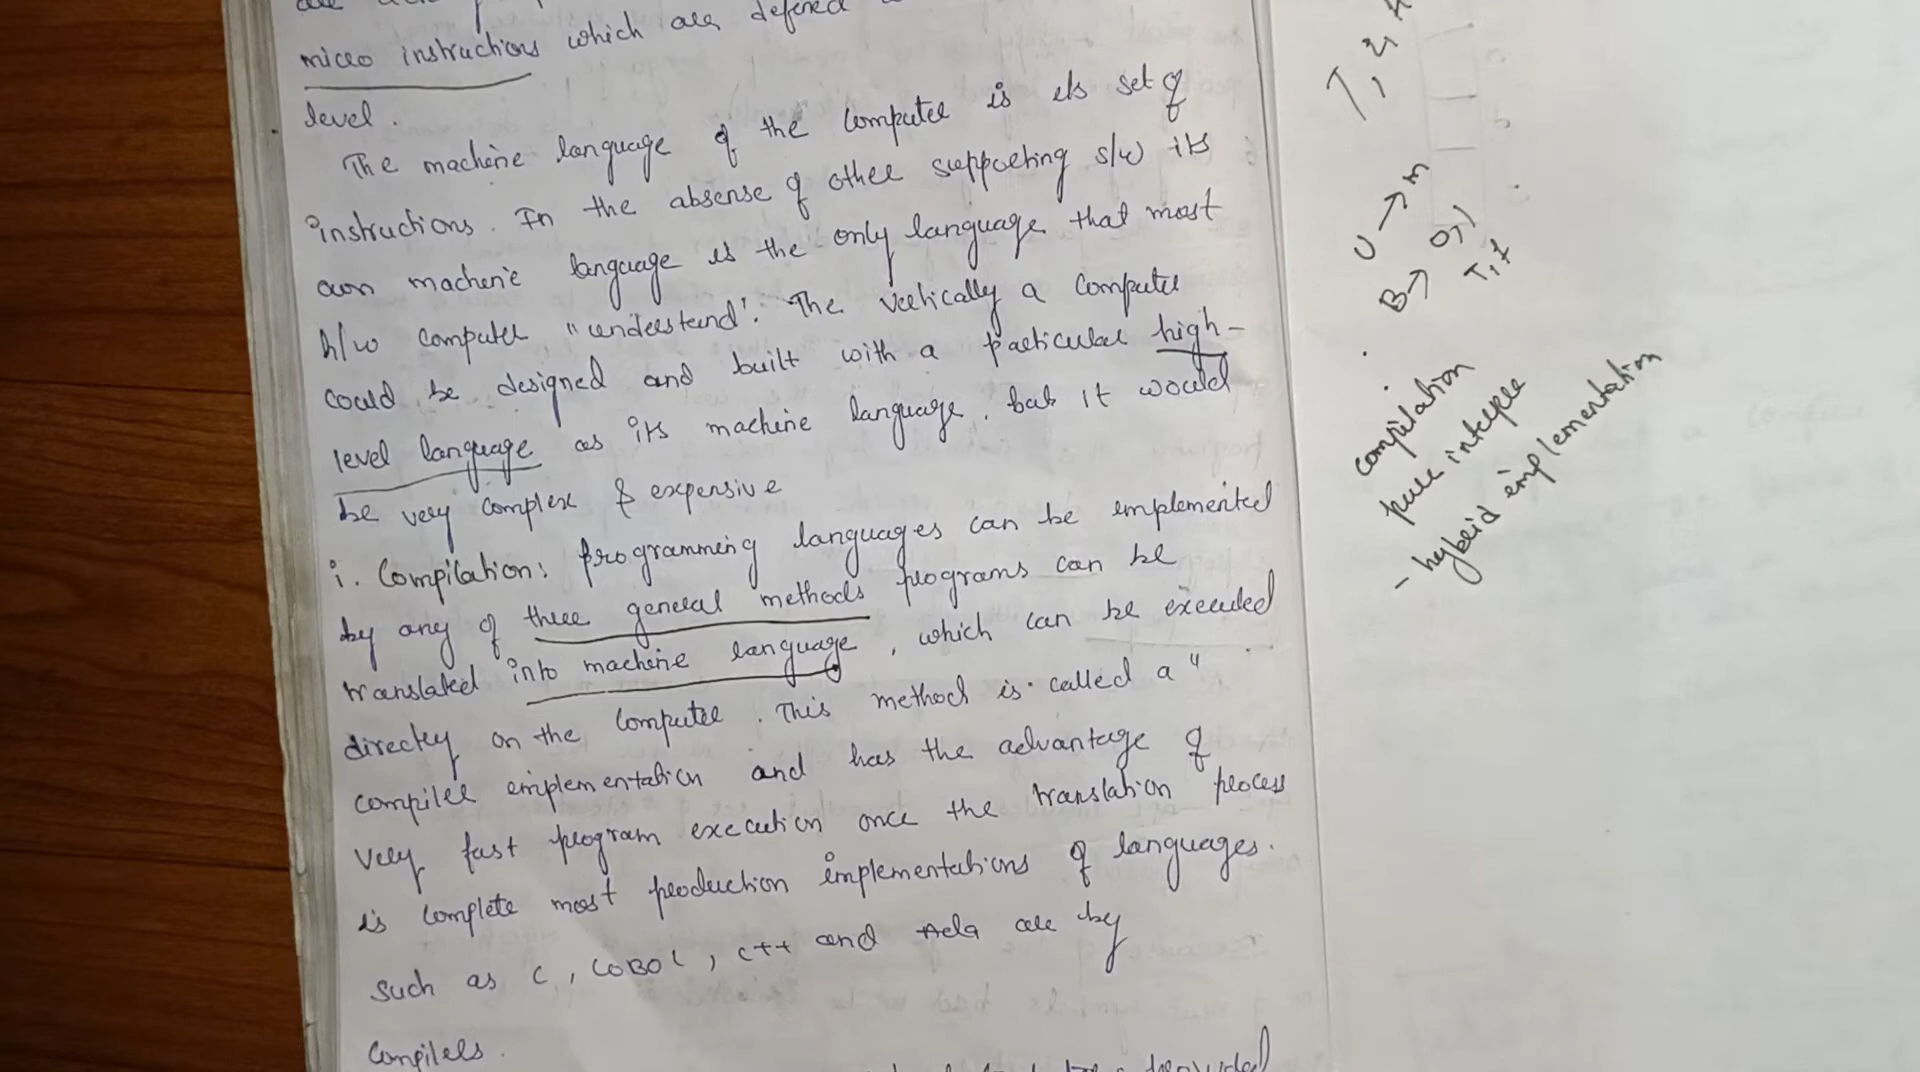 micro instructions which are defered
level.
The machine language of the computer is its set of
instructions. In the absense of other supporting s/w its
own machine language is the only language that most
h/w computer "understand". The vertically a computer
could be designed and built with a particular high-
level language as its machine language, but it would
be very complex & expensive
i. Compilation: programming languages can be implemented
by any of three general methods programs can be
translated into machine language, which can be executed
directly on the computer. This method is called a "
compiler implementation and has the advantage of
very fast program execution once the translation process
is complete most production implementations of languages.
such as C, COBOL, C++ and Ada are by
Compilers.
U → m
B → 0,1
T, F
compilation
pure interpre
- hybrid implementation